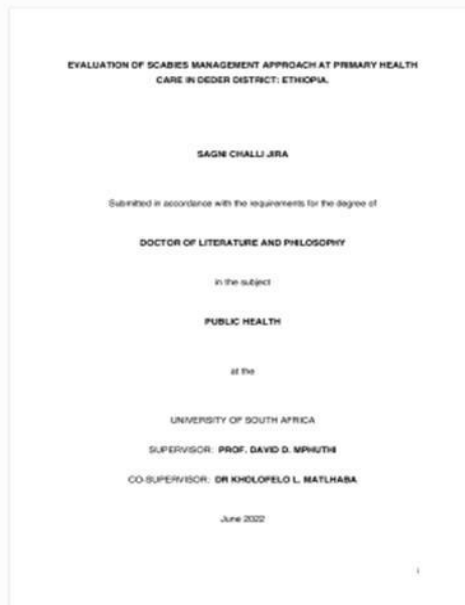 EVALUATION OF SCABIES MANAGEMENT APPROACH AT PRIMARY HEALTH
CARE IN DEDER DISTRICT: ETHIOPIA.
SAGNI CHALLI JIRA
Submitted in accordance with the requirements for the degree of
DOCTOR OF LITERATURE AND PHILOSOPHY
in the subject
PUBLIC HEALTH
at the
UNIVERSITY OF SOUTH AFRICA
SUPERVISOR: PROF. DAVID D. MPHUTHI
CO-SUPERVISOR: DR KHOLOFELO L. MATLHABA
June 2022
i